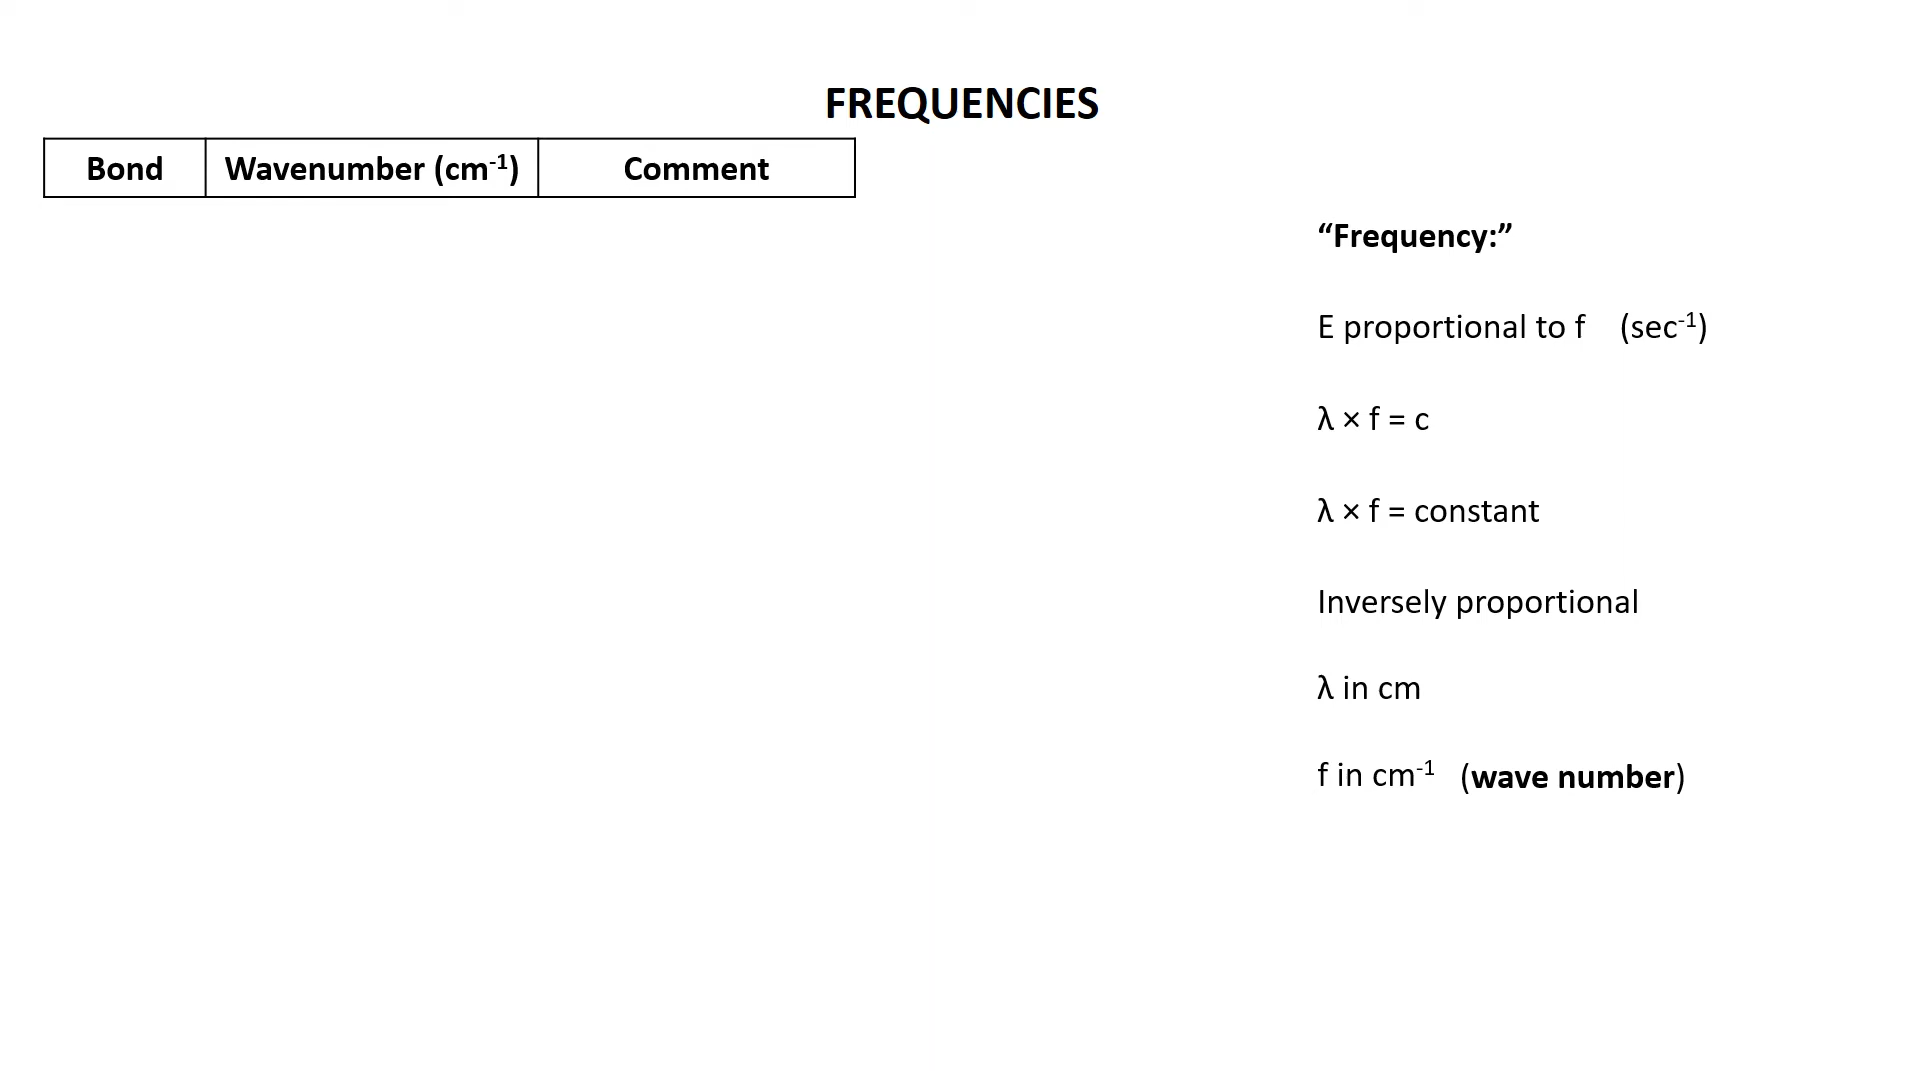 FREQUENCIES
Bond Wavenumber (cm⁻¹) Comment
“Frequency:”
E proportional to f (sec⁻¹)
λ × f = c
λ × f = constant
Inversely proportional
λ in cm
f in cm⁻¹ (wave number)